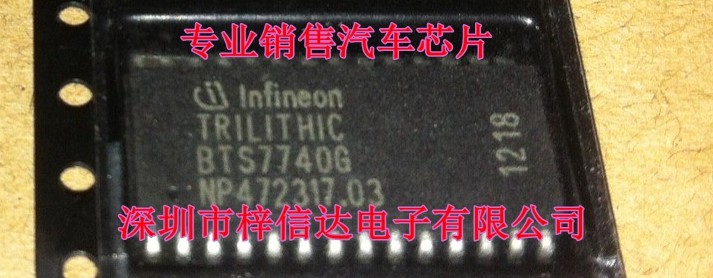 专业销售汽车芯片
Infineon
TRILITHIC
BTS7740G
NP472317.03
1218
深圳市梓信达电子有限公司